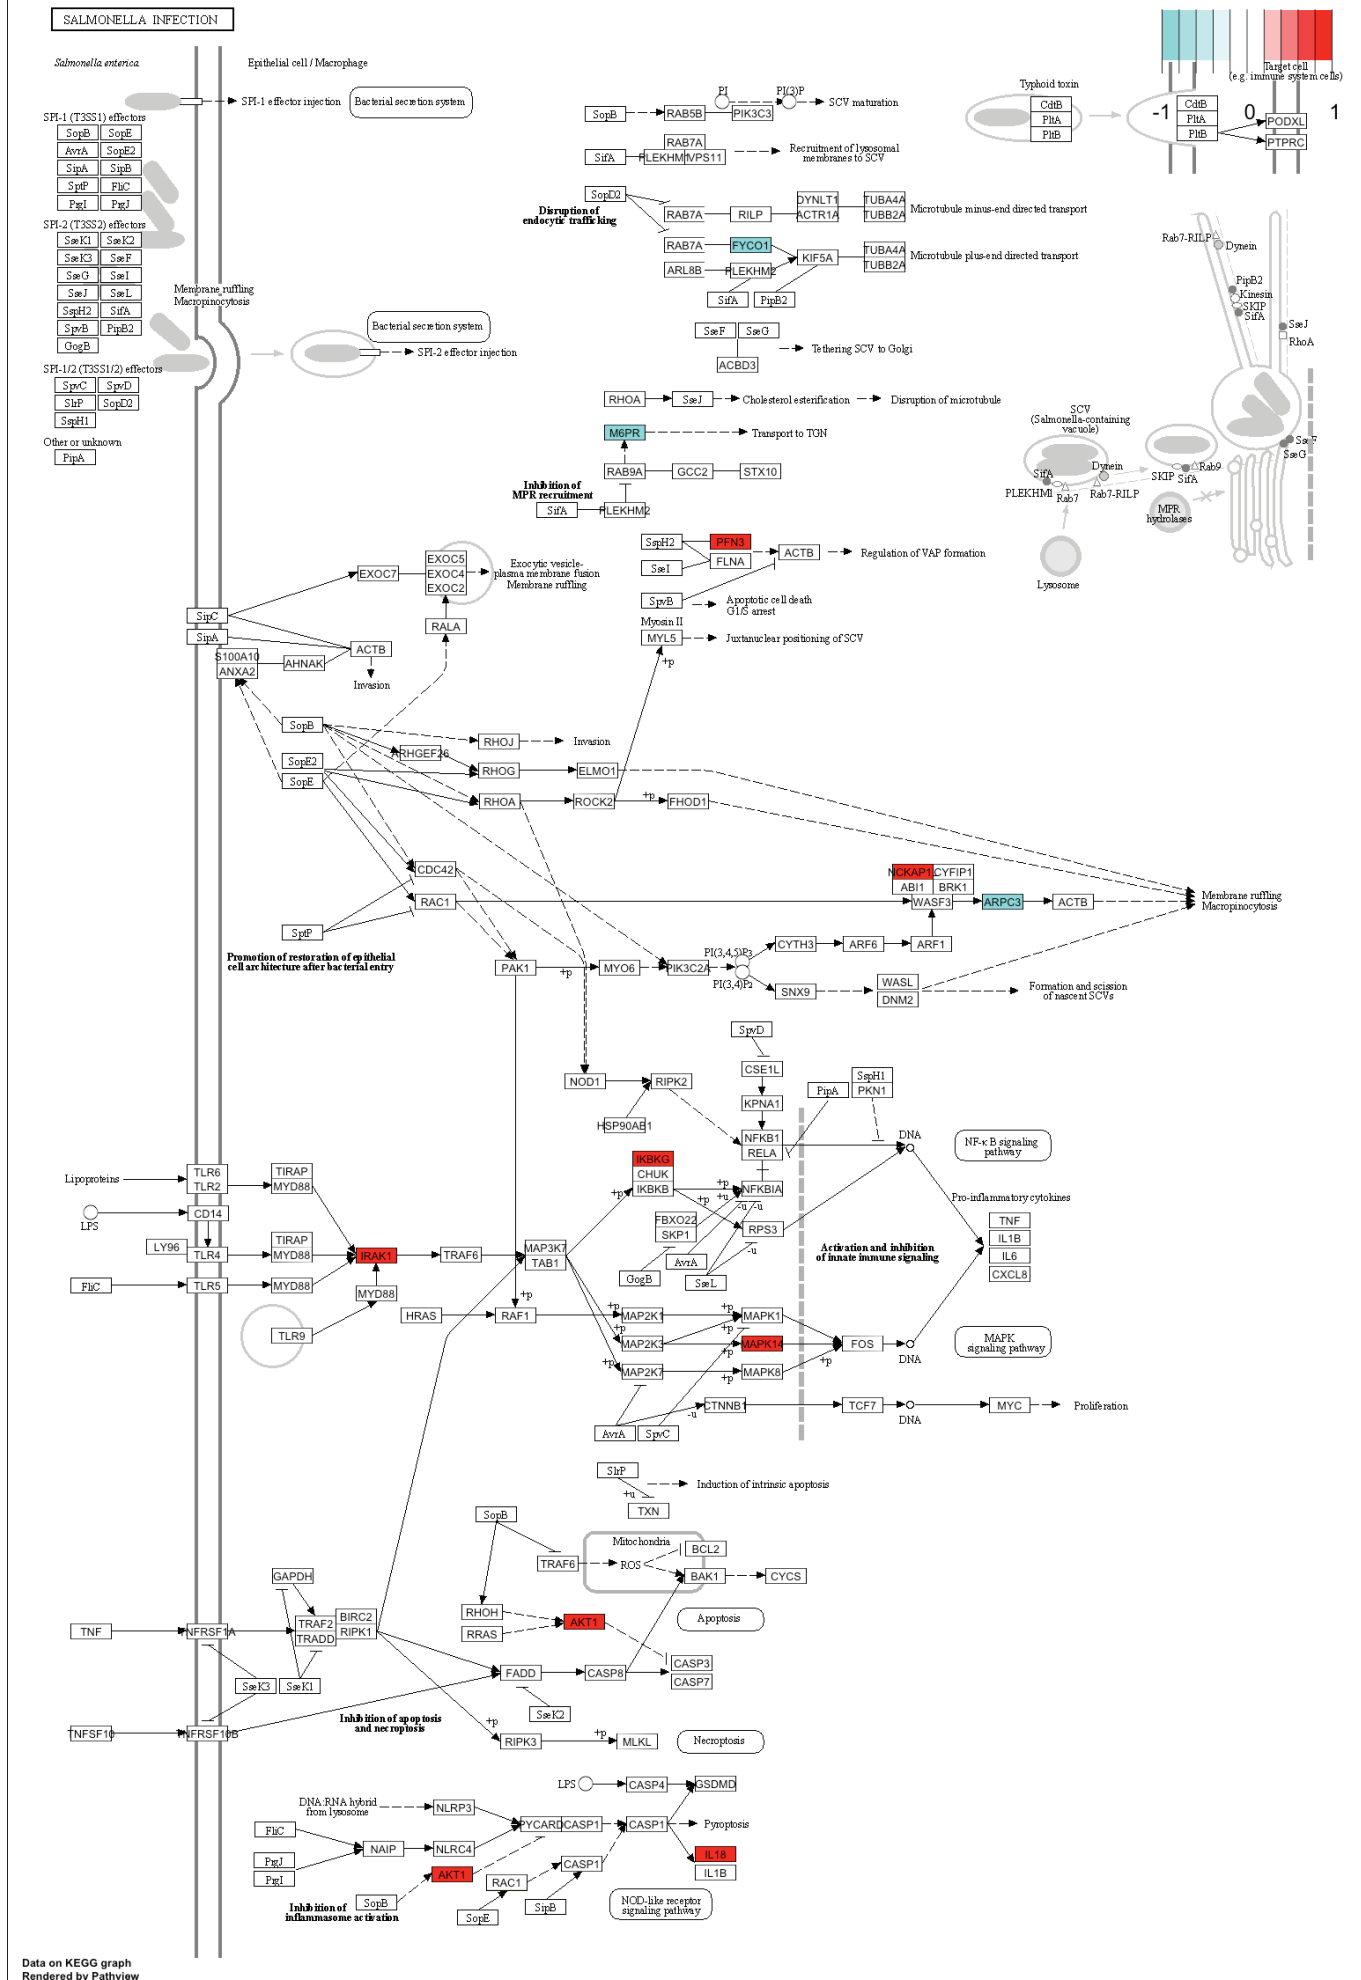 SALMONELLA INFECTION
Salmonella enterica
Epithelial cell / Macrophage
SPI-1 effector injection
Bacterial secretion system
SPI-1 (T3SS1) effectors
SopB SopE
AvrA SopE2
SipA SipB
SptP FliC
PrgI PrgJ
SPI-2 (T3SS2) effectors
SseK1 SseK2
SseK3 SseF
SseG SseI
SseJ SseL
SspH2 SifA
SpvB PipB2
GogB
SPI-1/2 (T3SS1/2) effectors
SpvC SpvD
SlrP SopD2
SspH1
Other or unknown
PipA
Membrane ruffling
Macropinocytosis
Bacterial secretion system
SPI-2 effector injection
PI PI(3)P
SopB RAB5B PIK3C3 SCV maturation
RAB7A
SifA PLEKHM1 VPS11
Recruitment of lysosomal
membranes to SCV
SopD2
Disruption of
endocytic trafficking
RAB7A RILP DYNLT1 ACTR1A TUBA4A TUBB2A
Microtubule minus-end directed transport
RAB7A FYCO1 KIF5A TUBA4A TUBB2A
Microtubule plus-end directed transport
ARL8B PLEKHM2
SifA PipB2
SseF SseG
Tethering SCV to Golgi
ACBD3
RHOA SseJ Cholesterol esterification Disruption of microtubule
M6PR Transport to TGN
RAB9A GCC2 STX10
Inhibition of
MPR recruitment
SifA PLEKHM2
Typhoid toxin
CdtB
PltA
PltB
CdtB
PltA
PltB
Target cell
(e.g. immune system cells)
-1 0 1
PODXL
PTPRC
Rab7-RILP
Dynein
PipB2
Kinesin
SKIP
SifA
SseJ
RhoA
SseF
SseG
SCV
(Salmonella-containing
vacuole)
SifA Dynein
PLEKHM1 Rab7 Rab7-RILP
SKIP SifA Rab9
MPR
hydrolases
Lysosome
SspH2 PFN3
SseI FLNA ACTB Regulation of VAP formation
SpvB Apoptotic cell death
G1/S arrest
Myosin II
MYL5 Juxtanuclear positioning of SCV
+p
EXOC5
EXOC7 EXOC4
EXOC2
Exocytic vesicle-
plasma membrane fusion
Membrane ruffling
SipC
SipA
RALA
S100A10
ANXA2
AHNAK ACTB
Invasion
SopB
RHOJ Invasion
ARHGEF26
SopE2
SopE
RHOG ELMO1
RHOA ROCK2 +p FHOD1
CDC42
RAC1
SptP
Promotion of restoration of epithelial
cell architecture after bacterial entry
NCKAP1L CYFIP1
ABI1 BRK1
WASF3 ARPC3 ACTB
Membrane ruffling
Macropinocytosis
PAK1 +p MYO6 PIK3C2A
PI(3,4,5)P3
PI(3,4)P2
CYTH3 ARF6 ARF1
SNX9 WASL
DNM2
Formation and scission
of nascent SCVs
SpvD
CSE1L
KPNA1
NOD1 RIPK2
HSP90AB1
NFKB1
RELA
PipA
SspH1
PKN1
DNA
NF-κB signaling
pathway
IKBKG
CHUK
IKBKB
+p +p +u +p
NFKBIA
-u -u
FBXO22
SKP1
RPS3
-u
GogB AvrA SseL
Activation and inhibition
of innate immune signaling
Pro-inflammatory cytokines
TNF
IL1B
IL6
CXCL8
Lipoproteins TLR6
TLR2
TIRAP
MYD88
LPS CD14
LY96 TLR4
TIRAP
MYD88
IRAK1 TRAF6 MAP3K7
TAB1
FliC TLR5 MYD88
MYD88
TLR9
HRAS RAF1 +p
+p MAP2K1 +p MAPK1
+p MAP2K3 +p +p MAPK14
+p MAP2K7 +p MAPK8
+p FOS
DNA
MAPK
signaling pathway
CTNNB1 -u TCF7 DNA MYC Proliferation
AvrA SpvC
SlrP
+u
TXN
Induction of intrinsic apoptosis
SopB
Mitochondria
TRAF6 ROS BCL2
BAK1 CYCS
RHOH
RRAS
AKT1
Apoptosis
GAPDH
TNF TNFRSF1A TRAF2
TRADD
BIRC2
RIPK1
SseK3 SseK1
FADD CASP8 CASP3
CASP7
SseK2
TNFSF10 TNFRSF10B
Inhibition of apoptosis
and necroptosis
+p RIPK3 +p MLKL
Necroptosis
LPS CASP4 GSDMD
DNA:RNA hybrid
from lysosome
NLRP3
FliC
PYCARD CASP1 CASP1 Pyroptosis
NAIP NLRC4
PrgJ
PrgI
AKT1
CASP1
IL18
IL1B
RAC1
SopB SopE SipB
Inhibition of
inflammasome activation
NOD-like receptor
signaling pathway
Data on KEGG graph
Rendered by Pathview